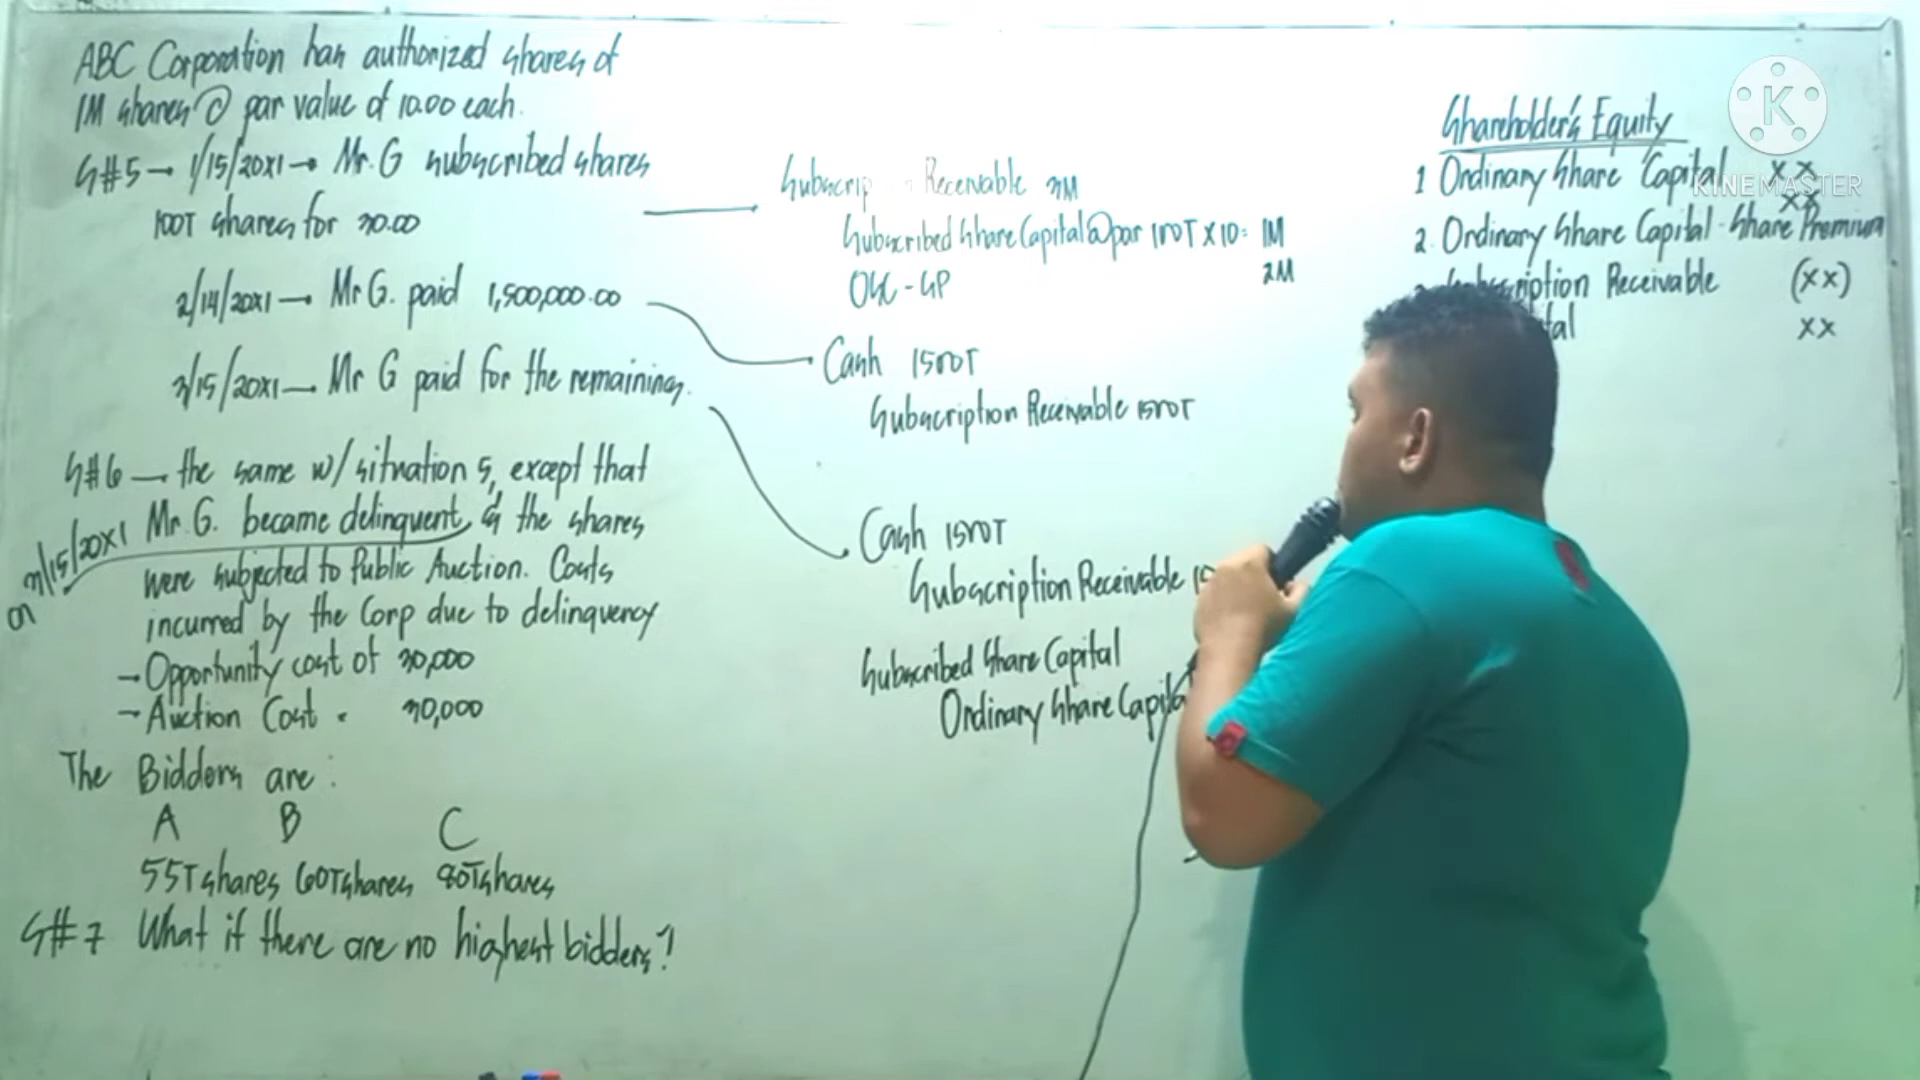 ABC Corporation has authorized shares of
1M shares @ par value of 10.00 each.
S#5 → 1/15/20x1 → Mr. G subscribed shares
100T shares for 30.00
2/14/20x1 → Mr G. paid 1,500,000.00
3/15/20x1 — Mr G paid for the remaining.
S#6 — the same w/ situation 5, except that
on 3/15/20x1 Mr. G. became delinquent, & the shares
were subjected to Public Auction. Costs
incurred by the Corp due to delinquency
- Opportunity cost of 30,000
- Auction Cost . 30,000
The Bidders are :
A B C
55T shares 60T shares 80T shares
S#7 What if there are no highest bidders?
Receivable 3M
Subscribed Share Capital @ par 100T x 10 = 1M
OSC - SP 2M
Cash 1500T
Subscription Receivable 1500T
Cash 1500T
Subscription Receivable
Subscribed Share Capital
Ordinary Share Capital
Shareholder's Equity
1 Ordinary Share Capital xx
xx
2. Ordinary Share Capital - Share Premium
Receivable (xx)
xx
K
KINEMASTER